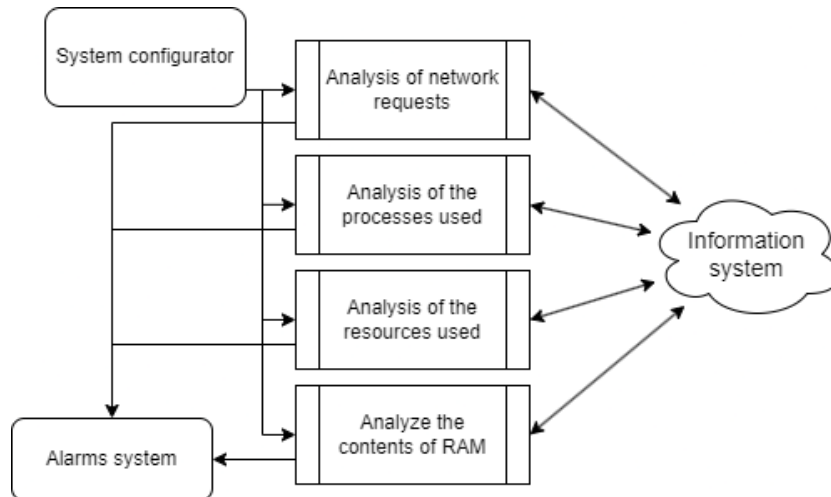 System configurator
Analysis of network
requests
Analysis of the
processes used
Information
system
Analysis of the
resources used
Analyze the
contents of RAM
Alarms system